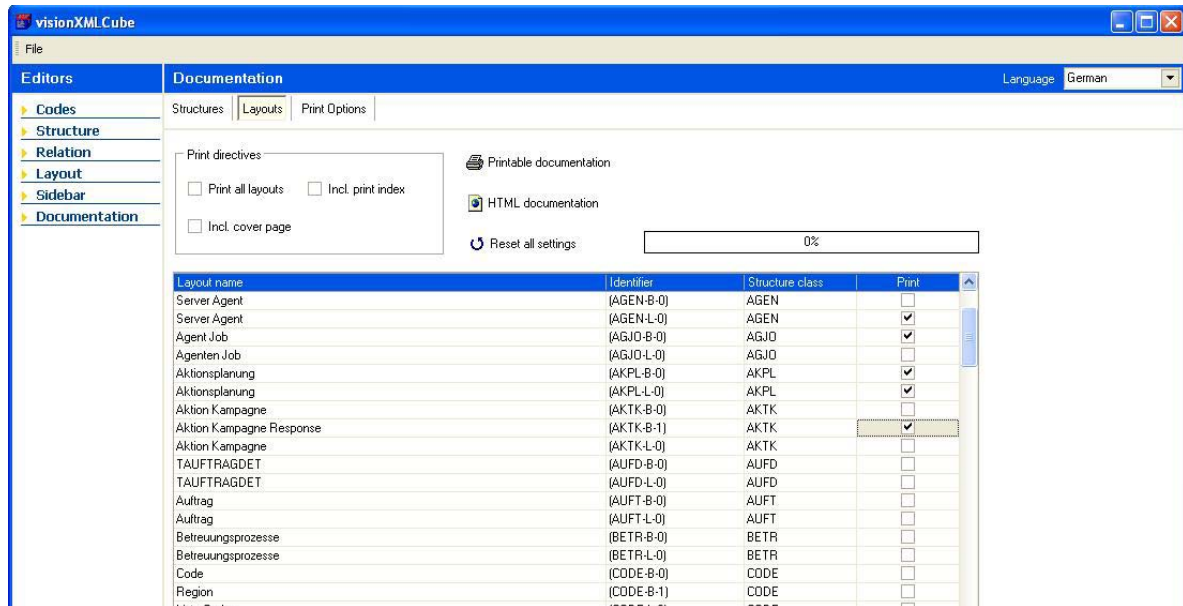 visionXMLCube
File
Editors
Documentation
Language German
Codes
Structure
Relation
Layout
Sidebar
Documentation
Structures Layouts Print Options
Print directives
Print all layouts Incl. print index
Incl. cover page
Printable documentation
HTML documentation
Reset all settings
0%
Layout name Identifier Structure class Print
Server Agent (AGEN-B-0) AGEN
Server Agent (AGEN-L-0) AGEN
Agent Job (AGJO-B-0) AGJO
Agenten Job (AGJO-L-0) AGJO
Aktionsplanung (AKPL-B-0) AKPL
Aktionsplanung (AKPL-L-0) AKPL
Aktion Kampagne (AKTK-B-0) AKTK
Aktion Kampagne Response (AKTK-B-1) AKTK
Aktion Kampagne (AKTK-L-0) AKTK
TAUFTRAGDET (AUFD-B-0) AUFD
TAUFTRAGDET (AUFD-L-0) AUFD
Auftrag (AUFT-B-0) AUFT
Auftrag (AUFT-L-0) AUFT
Betreuungsprozesse (BETR-B-0) BETR
Betreuungsprozesse (BETR-L-0) BETR
Code (CODE-B-0) CODE
Region (CODE-B-1) CODE